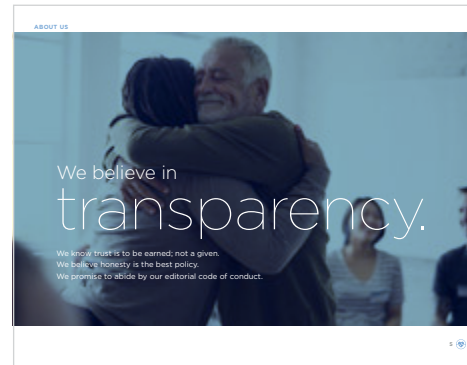 ABOUT US
We believe in
transparency.
We know trust is to be earned; not a given.
We believe honesty is the best policy.
We promise to abide by our editorial code of conduct.
5